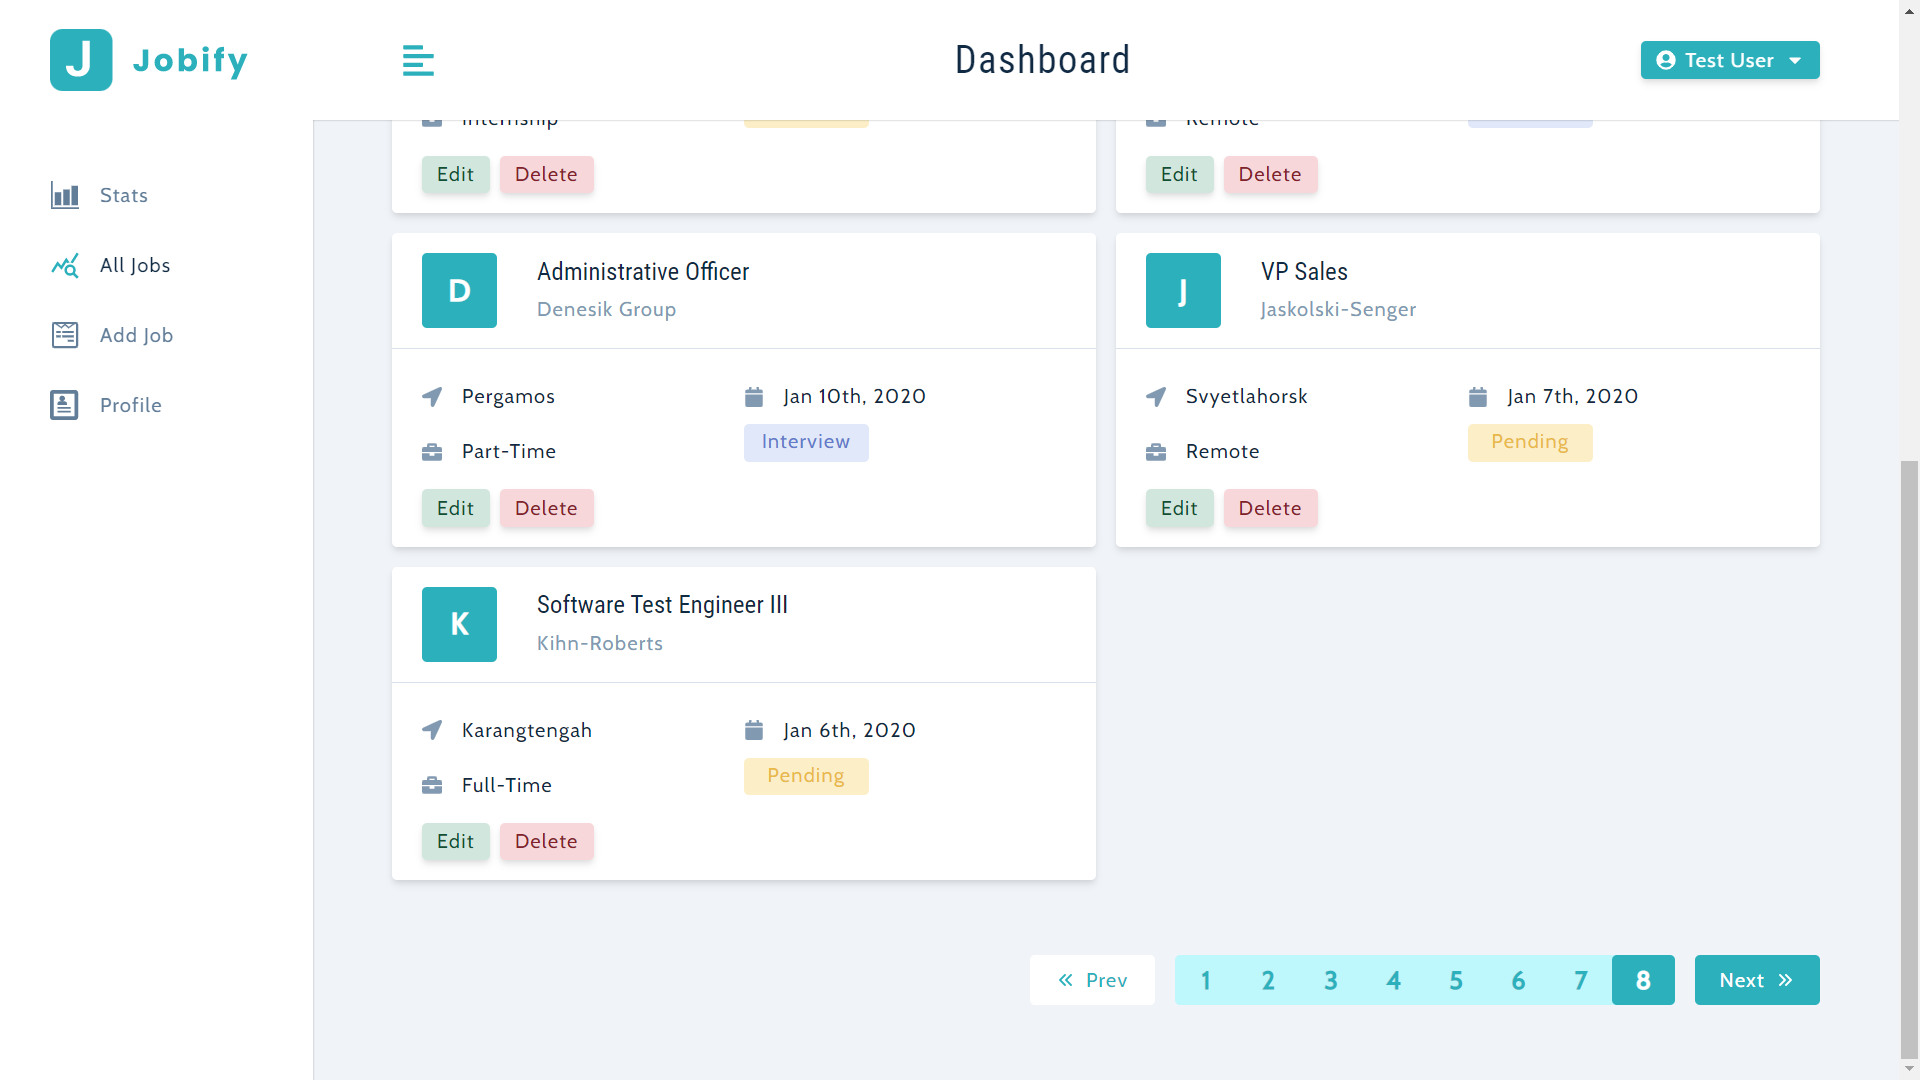 J Jobify
Dashboard
Test User
Stats
All Jobs
Add Job
Profile
Internship
Edit Delete
Remote
Edit Delete
D
Administrative Officer
Denesik Group
Pergamos
Jan 10th, 2020
Part-Time
Interview
Edit Delete
J
VP Sales
Jaskolski-Senger
Svyetlahorsk
Jan 7th, 2020
Remote
Pending
Edit Delete
K
Software Test Engineer III
Kihn-Roberts
Karangtengah
Jan 6th, 2020
Full-Time
Pending
Edit Delete
Prev 1 2 3 4 5 6 7 8 Next